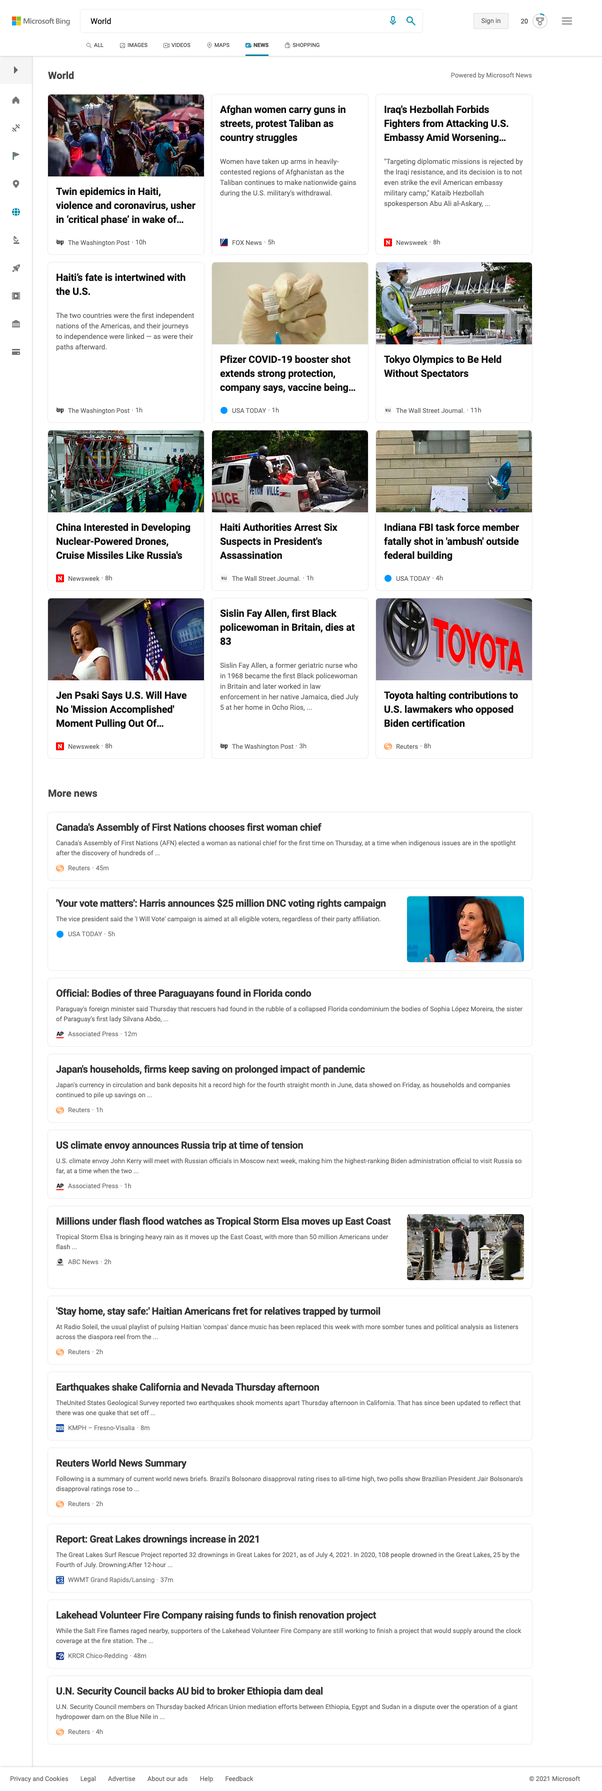 Microsoft Bing
World
Sign in
20
ALL
IMAGES
VIDEOS
MAPS
NEWS
SHOPPING
World
Powered by Microsoft News
Twin epidemics in Haiti,
violence and coronavirus, usher
in 'critical phase' in wake of...
The Washington Post · 10h
Afghan women carry guns in
streets, protest Taliban as
country struggles
Women have taken up arms in heavily-
contested regions of Afghanistan as the
Taliban continues to make nationwide gains
during the U.S. military's withdrawal.
FOX News · 5h
Iraq's Hezbollah Forbids
Fighters from Attacking U.S.
Embassy Amid Worsening...
"Targeting diplomatic missions is rejected by
the Iraqi resistance, and its decision is to not
even strike the evil American embassy
military camp," Kataib Hezbollah
spokesperson Abu Ali al-Askary, ...
Newsweek · 8h
Haiti's fate is intertwined with
the U.S.
The two countries were the first independent
nations of the Americas, and their journeys
to independence were linked — as were their
paths afterward.
The Washington Post · 1h
Pfizer COVID-19 booster shot
extends strong protection,
company says, vaccine being...
USA TODAY · 1h
Tokyo Olympics to Be Held
Without Spectators
The Wall Street Journal. · 11h
China Interested in Developing
Nuclear-Powered Drones,
Cruise Missiles Like Russia's
Newsweek · 8h
POLICE
PETION VILLE
Haiti Authorities Arrest Six
Suspects in President's
Assassination
The Wall Street Journal. · 1h
Indiana FBI task force member
fatally shot in 'ambush' outside
federal building
USA TODAY · 4h
Jen Psaki Says U.S. Will Have
No 'Mission Accomplished'
Moment Pulling Out Of...
Newsweek · 8h
Sislin Fay Allen, first Black
policewoman in Britain, dies at
83
Sislin Fay Allen, a former geriatric nurse who
in 1968 became the first Black policewoman
in Britain and later worked in law
enforcement in her native Jamaica, died July
5 at her home in Ocho Rios, ...
The Washington Post · 3h
TOYOTA
Toyota halting contributions to
U.S. lawmakers who opposed
Biden certification
Reuters · 8h
More news
Canada's Assembly of First Nations chooses first woman chief
Canada's Assembly of First Nations (AFN) elected a woman as national chief for the first time on Thursday, at a time when indigenous issues are in the spotlight
after the discovery of hundreds of ...
Reuters · 45m
'Your vote matters': Harris announces $25 million DNC voting rights campaign
The vice president said the 'I Will Vote' campaign is aimed at all eligible voters, regardless of their party affiliation.
USA TODAY · 5h
Official: Bodies of three Paraguayans found in Florida condo
Paraguay's foreign minister said Thursday that rescuers had found in the rubble of a collapsed Florida condominium the bodies of Sophia López Moreira, the sister
of Paraguay's first lady Silvana Abdo, ...
AP Associated Press · 12m
Japan's households, firms keep saving on prolonged impact of pandemic
Japan's currency in circulation and bank deposits hit a record high for the fourth straight month in June, data showed on Friday, as households and companies
continued to pile up savings on ...
Reuters · 1h
US climate envoy announces Russia trip at time of tension
U.S. climate envoy John Kerry will meet with Russian officials in Moscow next week, making him the highest-ranking Biden administration official to visit Russia so
far, at a time when the two ...
AP Associated Press · 1h
Millions under flash flood watches as Tropical Storm Elsa moves up East Coast
Tropical Storm Elsa is bringing heavy rain as it moves up the East Coast, with more than 50 million Americans under
flash ...
ABC News · 2h
'Stay home, stay safe:' Haitian Americans fret for relatives trapped by turmoil
At Radio Soleil, the usual playlist of pulsing Haitian 'compas' dance music has been replaced this week with more somber tunes and political analysis as listeners
across the diaspora reel from the ...
Reuters · 2h
Earthquakes shake California and Nevada Thursday afternoon
TheUnited States Geological Survey reported two earthquakes shook moments apart Thursday afternoon in California. That has since been updated to reflect that
there was one quake that set off ...
KMPH – Fresno-Visalia · 8m
Reuters World News Summary
Following is a summary of current world news briefs. Brazil's Bolsonaro disapproval rating rises to all-time high, two polls show Brazilian President Jair Bolsonaro's
disapproval ratings rose to ...
Reuters · 2h
Report: Great Lakes drownings increase in 2021
The Great Lakes Surf Rescue Project reported 32 drownings in Great Lakes for 2021, as of July 4, 2021. In 2020, 108 people drowned in the Great Lakes, 25 by the
Fourth of July. Drowning:After 12-hour ...
WWMT Grand Rapids/Lansing · 37m
Lakehead Volunteer Fire Company raising funds to finish renovation project
While the Salt Fire flames raged nearby, supporters of the Lakehead Volunteer Fire Company are still working to finish a project that would supply around the clock
coverage at the fire station. The ...
KRCR Chico-Redding · 48m
U.N. Security Council backs AU bid to broker Ethiopia dam deal
U.N. Security Council members on Thursday backed African Union mediation efforts between Ethiopia, Egypt and Sudan in a dispute over the operation of a giant
hydropower dam on the Blue Nile in ...
Reuters · 4h
Privacy and Cookies
Legal
Advertise
About our ads
Help
Feedback
© 2021 Microsoft